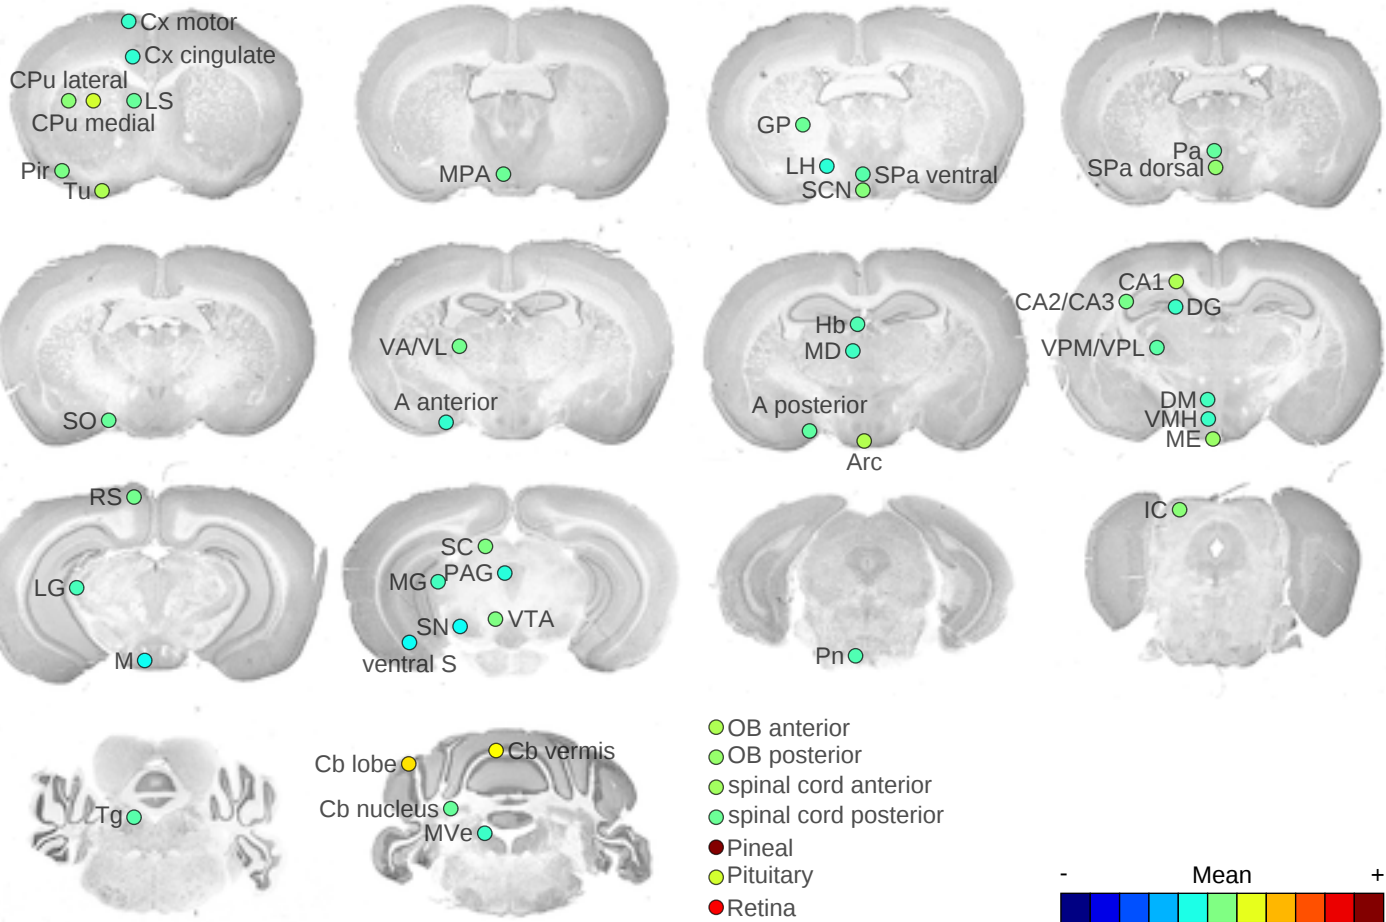 Cx motor
Cx cingulate
CPu lateral
LS
CPu medial
Pir
Tu
MPA
GP
LH
SPa ventral
SCN
Pa
SPa dorsal
SO
VA/VL
A anterior
Hb
MD
A posterior
Arc
CA1
CA2/CA3
DG
VPM/VPL
DM
VMH
ME
RS
LG
M
SC
MG
PAG
SN
VTA
ventral S
Pn
IC
Tg
Cb lobe
Cb vermis
Cb nucleus
MVe
OB anterior
OB posterior
spinal cord anterior
spinal cord posterior
Pineal
Pituitary
Retina
- Mean +